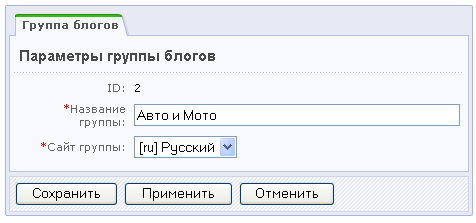 Группа блогов
Параметры группы блогов
ID: 2
*Название группы: Авто и Мото
*Сайт группы: [ru] Русский
Сохранить Применить Отменить